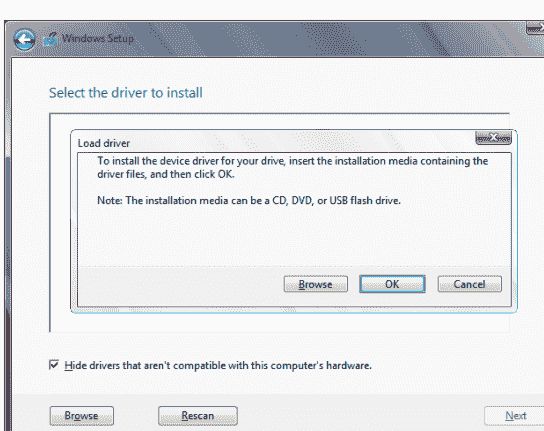 Windows Setup
Select the driver to install
Load driver
To install the device driver for your drive, insert the installation media containing the
driver files, and then click OK.
Note: The installation media can be a CD, DVD, or USB flash drive.
Browse OK Cancel
Hide drivers that aren't compatible with this computer's hardware.
Browse Rescan Next